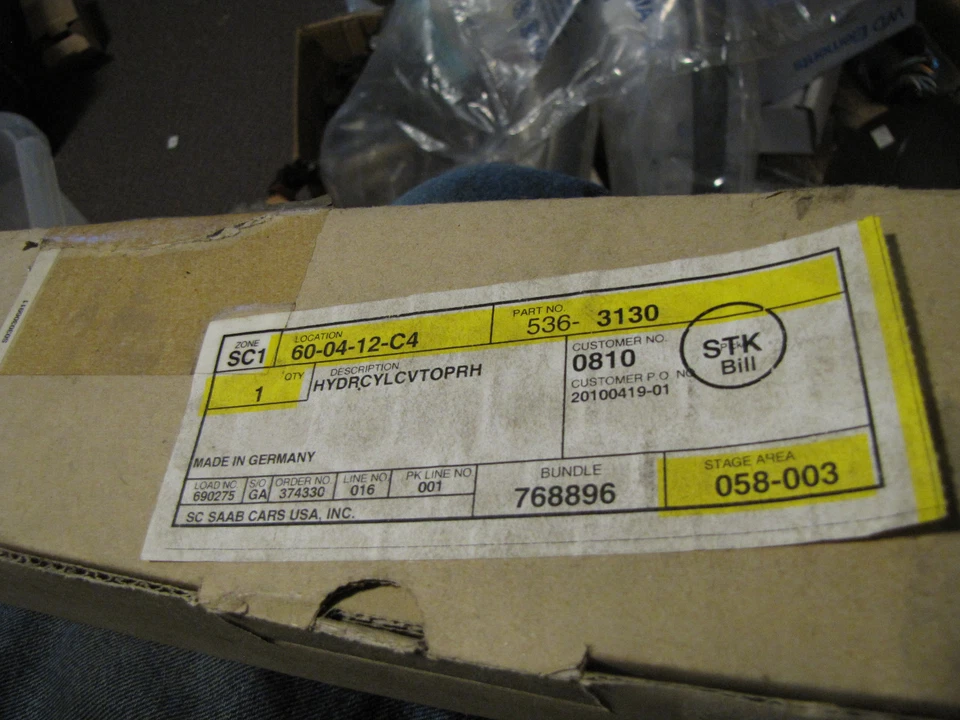 WD Elements
ZONE
SC1
LOCATION
60-04-12-C4
PART NO.
536- 3130
QTY
1
DESCRIPTION
HYDRCYLCVTOPRH
CUSTOMER NO.
0810
CUSTOMER P.O. NO
20100419-01
STK
Bill
MADE IN GERMANY
LOAD NO.
690275
S/O
GA
ORDER NO.
374330
LINE NO.
016
PK LINE NO
001
BUNDLE
768896
STAGE AREA
058-003
SC SAAB CARS USA, INC.